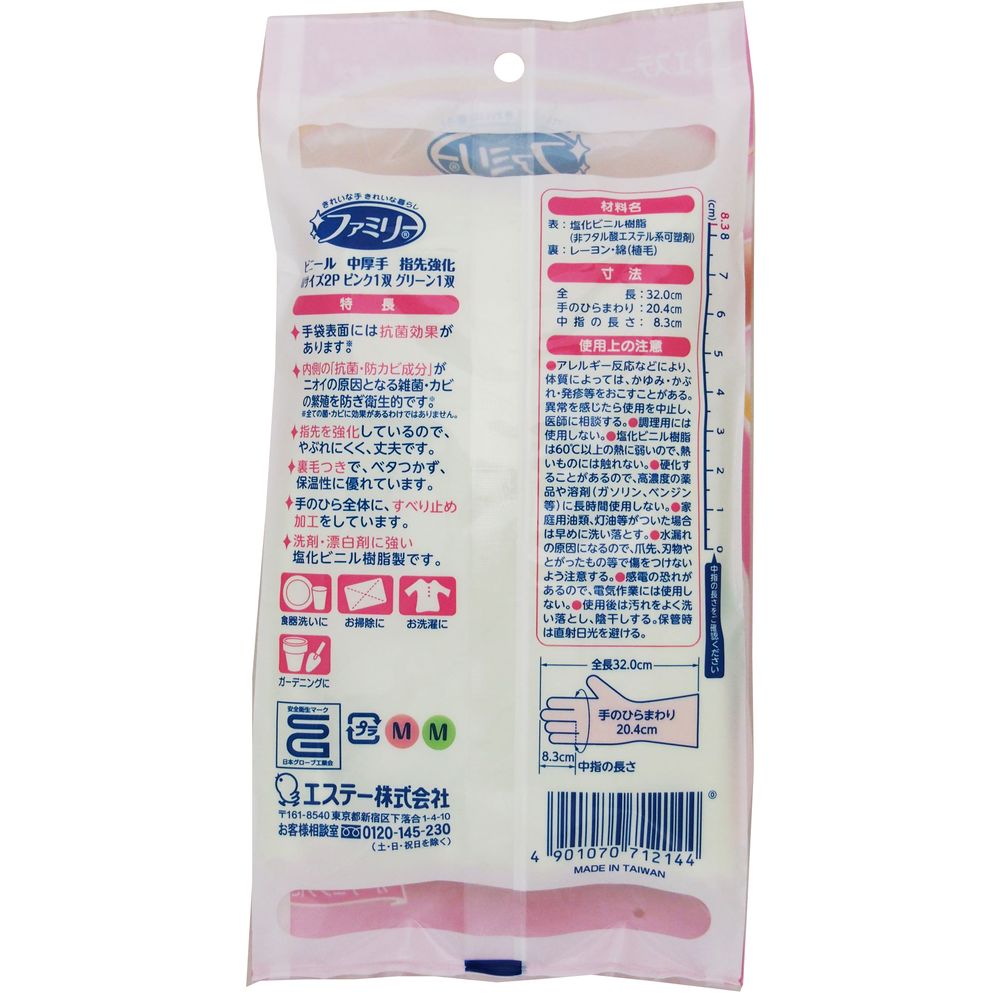 エステー
ファミリー
きれいな手 きれいな暮らし
ファミリー®
ビニール 中厚手 指先強化
Mサイズ2P ピンク1双 グリーン1双
特長
手袋表面には抗菌効果が
あります。※
内側の「抗菌・防カビ成分」が
ニオイの原因となる雑菌・カビ
の繁殖を防ぎ衛生的です。※
※全ての菌・カビに効果があるわけではありません。
指先を強化しているので、
やぶれにくく、丈夫です。
裏毛つきで、ベタつかず、
保温性に優れています。
手のひら全体に、すべり止め
加工をしています。
洗剤・漂白剤に強い
塩化ビニル樹脂製です。
食器洗いに
お掃除に
お洗濯に
ガーデニングに
安全衛生マーク
SG
日本グローブ工業会
プラ
M
M
エステー株式会社
〒161-8540 東京都新宿区下落合1-4-10
お客様相談室 0120-145-230
(土・日・祝日を除く)
材料名
表:塩化ビニル樹脂
(非フタル酸エステル系可塑剤)
裏:レーヨン・綿(植毛)
寸法
全長:32.0cm
手のひらまわり:20.4cm
中指の長さ:8.3cm
使用上の注意
●アレルギー反応などにより、
体質によっては、かゆみ・かぶ
れ・発疹等をおこすことがある。
異常を感じたら使用を中止し、
医師に相談する。●調理用には
使用しない。●塩化ビニル樹脂
は60℃以上の熱に弱いので、熱
いものには触れない。●硬化す
ることがあるので、高濃度の薬
品や溶剤(ガソリン、ベンジン
等)に長時間使用しない。●家
庭用油類、灯油等がついた場合
は早めに洗い落とす。●水漏れ
の原因になるので、爪先、刃物や
とがったもの等で傷をつけない
よう注意する。●感電の恐れが
あるので、電気作業には使用し
ない。●使用後は汚れをよく洗
い落とし、陰干しする。保管時
は直射日光を避ける。
(cm)
8.3
8
7
6
5
4
3
2
1
0
中指の長さをご確認ください
全長32.0cm
手のひらまわり
20.4cm
8.3cm
中指の長さ
4 901070 712144
MADE IN TAIWAN